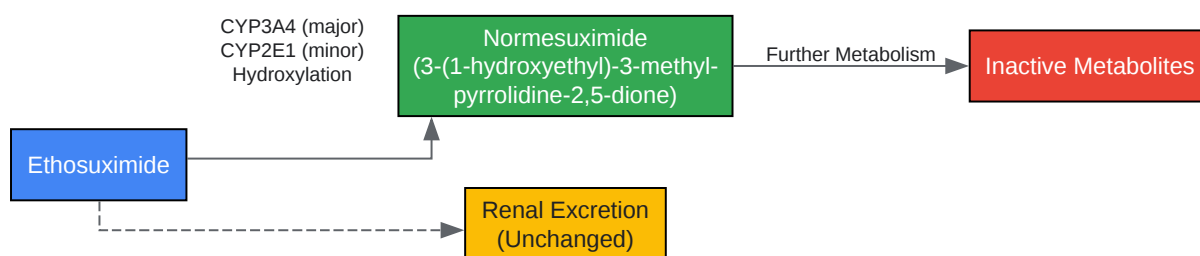 CYP3A4 (major)
CYP2E1 (minor)
Hydroxylation
Normesuximide
(3-(1-hydroxyethyl)-3-methyl-
pyrrolidine-2,5-dione)
Further Metabolism
Inactive Metabolites
Ethosuximide
Renal Excretion
(Unchanged)